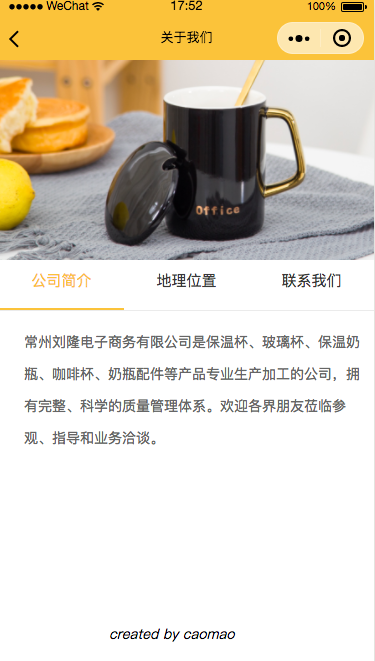 WeChat 17:52 100%
关于我们
Office
公司简介 地理位置 联系我们
常州刘隆电子商务有限公司是保温杯、玻璃杯、保温奶
瓶、咖啡杯、奶瓶配件等产品专业生产加工的公司，拥
有完整、科学的质量管理体系。欢迎各界朋友莅临参
观、指导和业务洽谈。
created by caomao